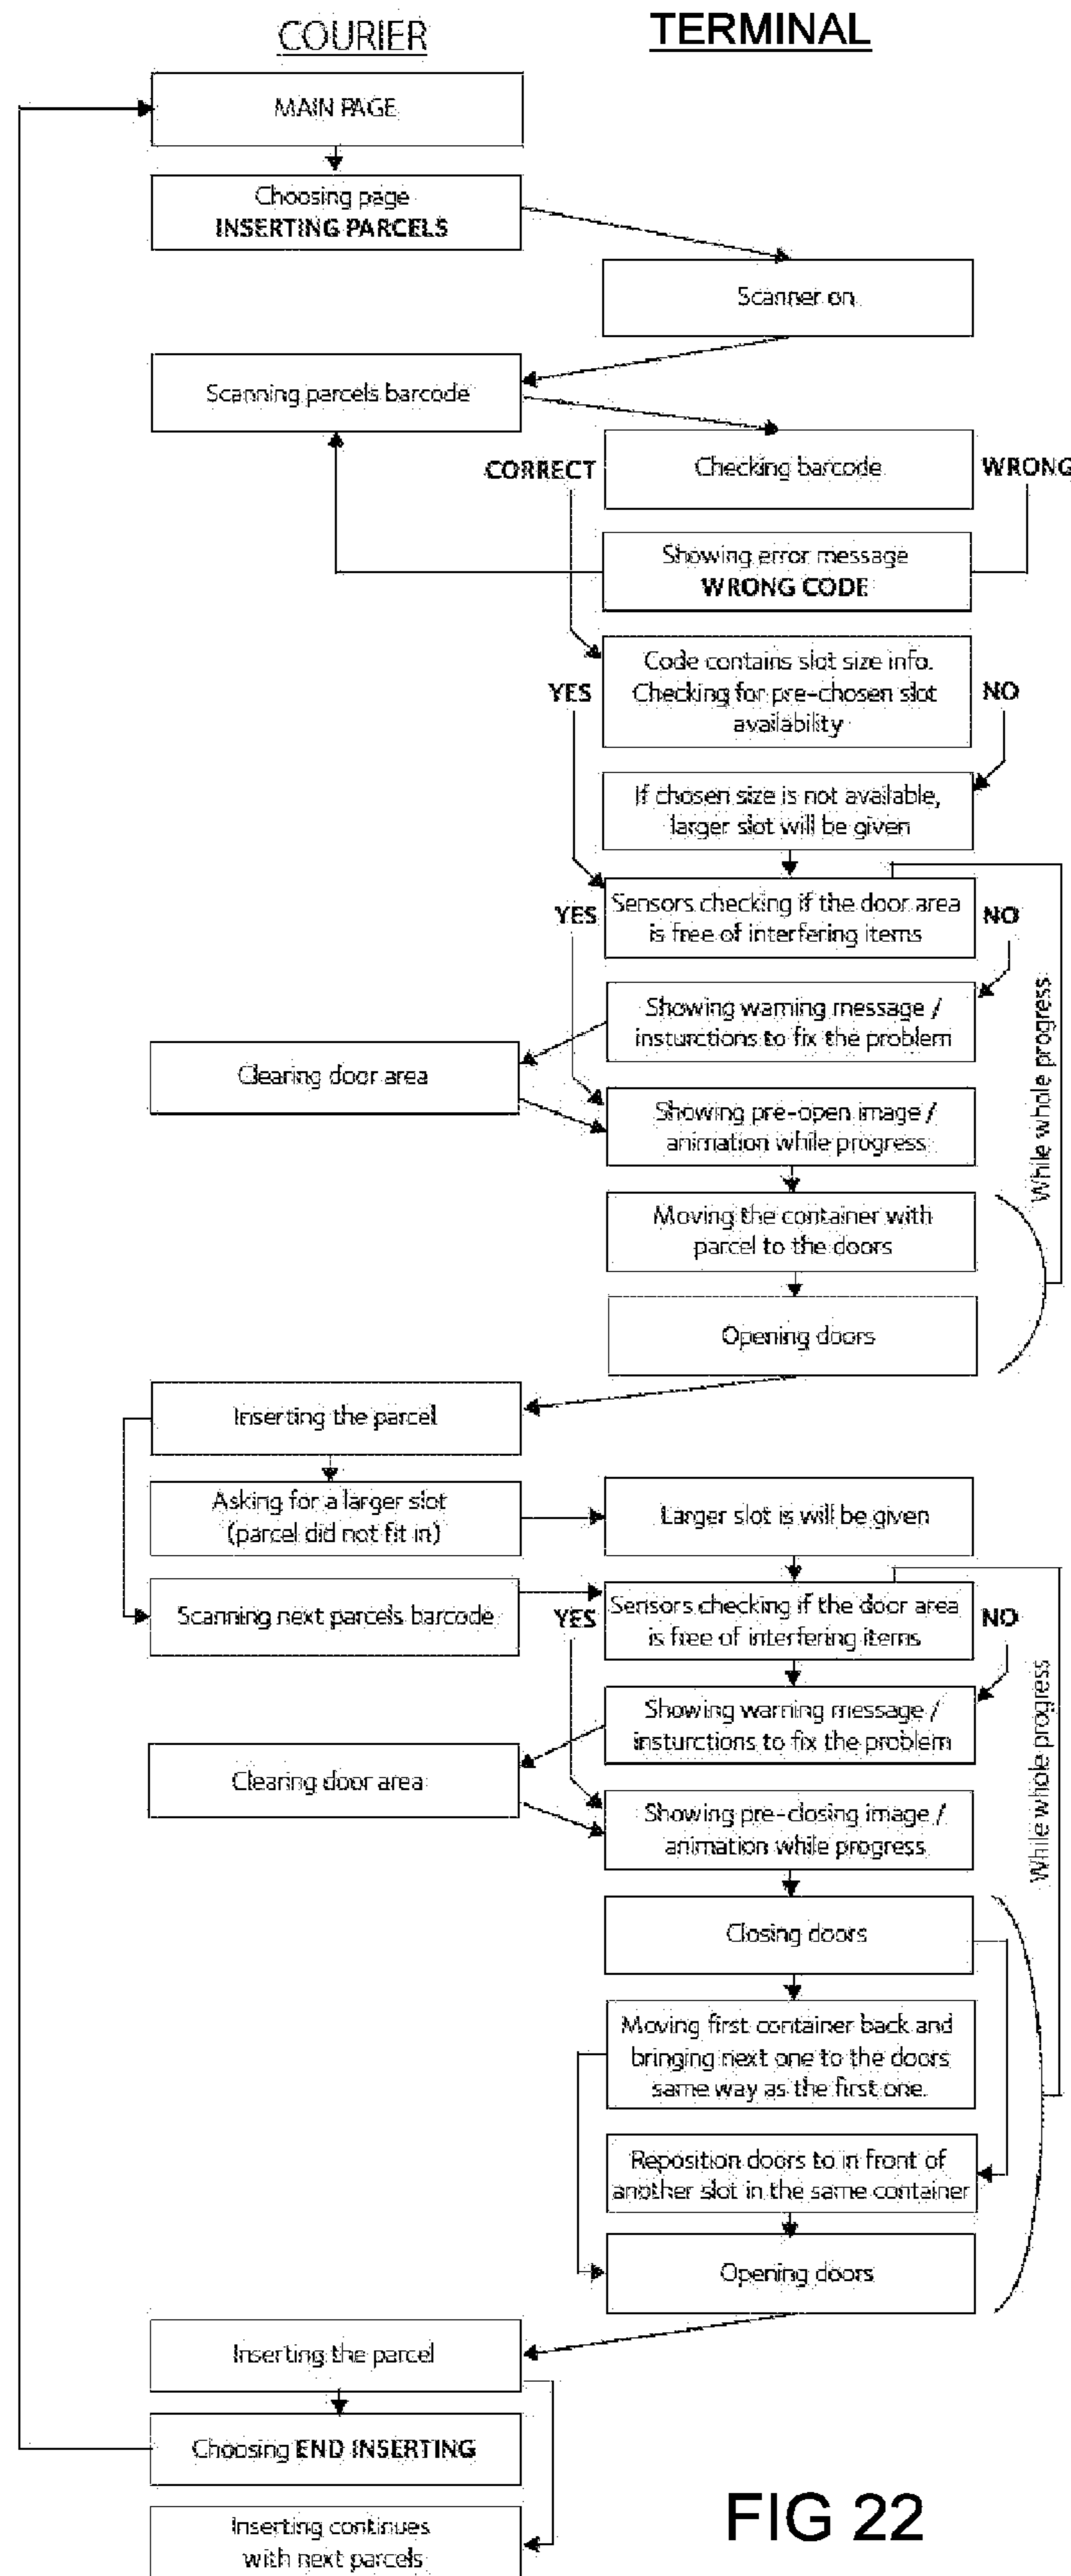 COURIER
TERMINAL
MAIN PAGE
Choosing page
INSERTING PARCELS
Scanner on
Scanning parcels barcode
CORRECT
Checking barcode
WRONG
Showing error message
WRONG CODE
Code contains slot size info.
Checking for pre-chosen slot
availability
YES
NO
If chosen size is not available,
larger slot will be given
Sensors checking if the door area
is free of interfering items
YES
NO
Showing warning message /
insturctions to fix the problem
Clearing door area
Showing pre-open image /
animation while progress
While whole progress
Moving the container with
parcel to the doors
Opening doors
Inserting the parcel
Asking for a larger slot
(parcel did not fit in)
Larger slot is will be given
Scanning next parcels barcode
YES
Sensors checking if the door area
is free of interfering items
NO
Showing warning message /
insturctions to fix the problem
Clearing door area
Showing pre-closing image /
animation while progress
While whole progress
Closing doors
Moving first container back and
bringing next one to the doors
same way as the first one.
Reposition doors to in front of
another slot in the same container
Opening doors
Inserting the parcel
Choosing END INSERTING
Inserting continues
with next parcels
FIG 22